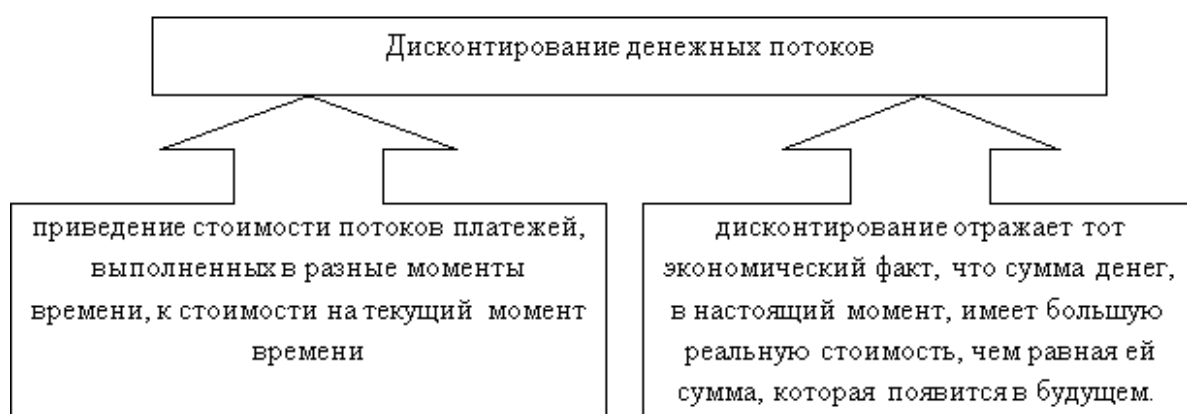 Дисконтирование денежных потоков
приведение стоимости потоков платежей,
выполненных в разные моменты
времени, к стоимости на текущий момент
времени
дисконтирование отражает тот
экономический факт, что сумма денег,
в настоящий момент, имеет большую
реальную стоимость, чем равная ей
сумма, которая появится в будущем.